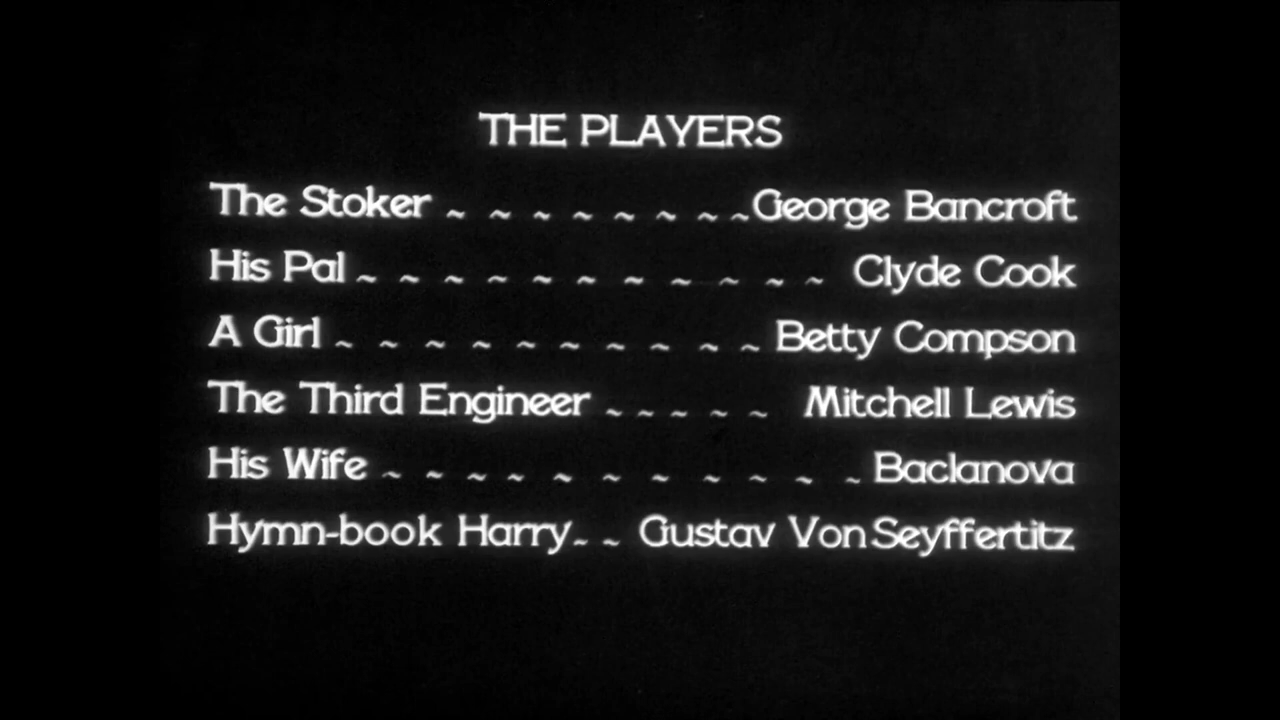 THE PLAYERS
The Stoker ~ ~ ~ ~ ~ ~ ~ ~ George Bancroft
His Pal ~ ~ ~ ~ ~ ~ ~ ~ ~ ~ ~ Clyde Cook
A Girl ~ ~ ~ ~ ~ ~ ~ ~ ~ ~ Betty Compson
The Third Engineer ~ ~ ~ ~ ~ Mitchell Lewis
His Wife ~ ~ ~ ~ ~ ~ ~ ~ ~ ~ ~ Baclanova
Hymn-book Harry ~ ~ Gustav Von Seyffertitz